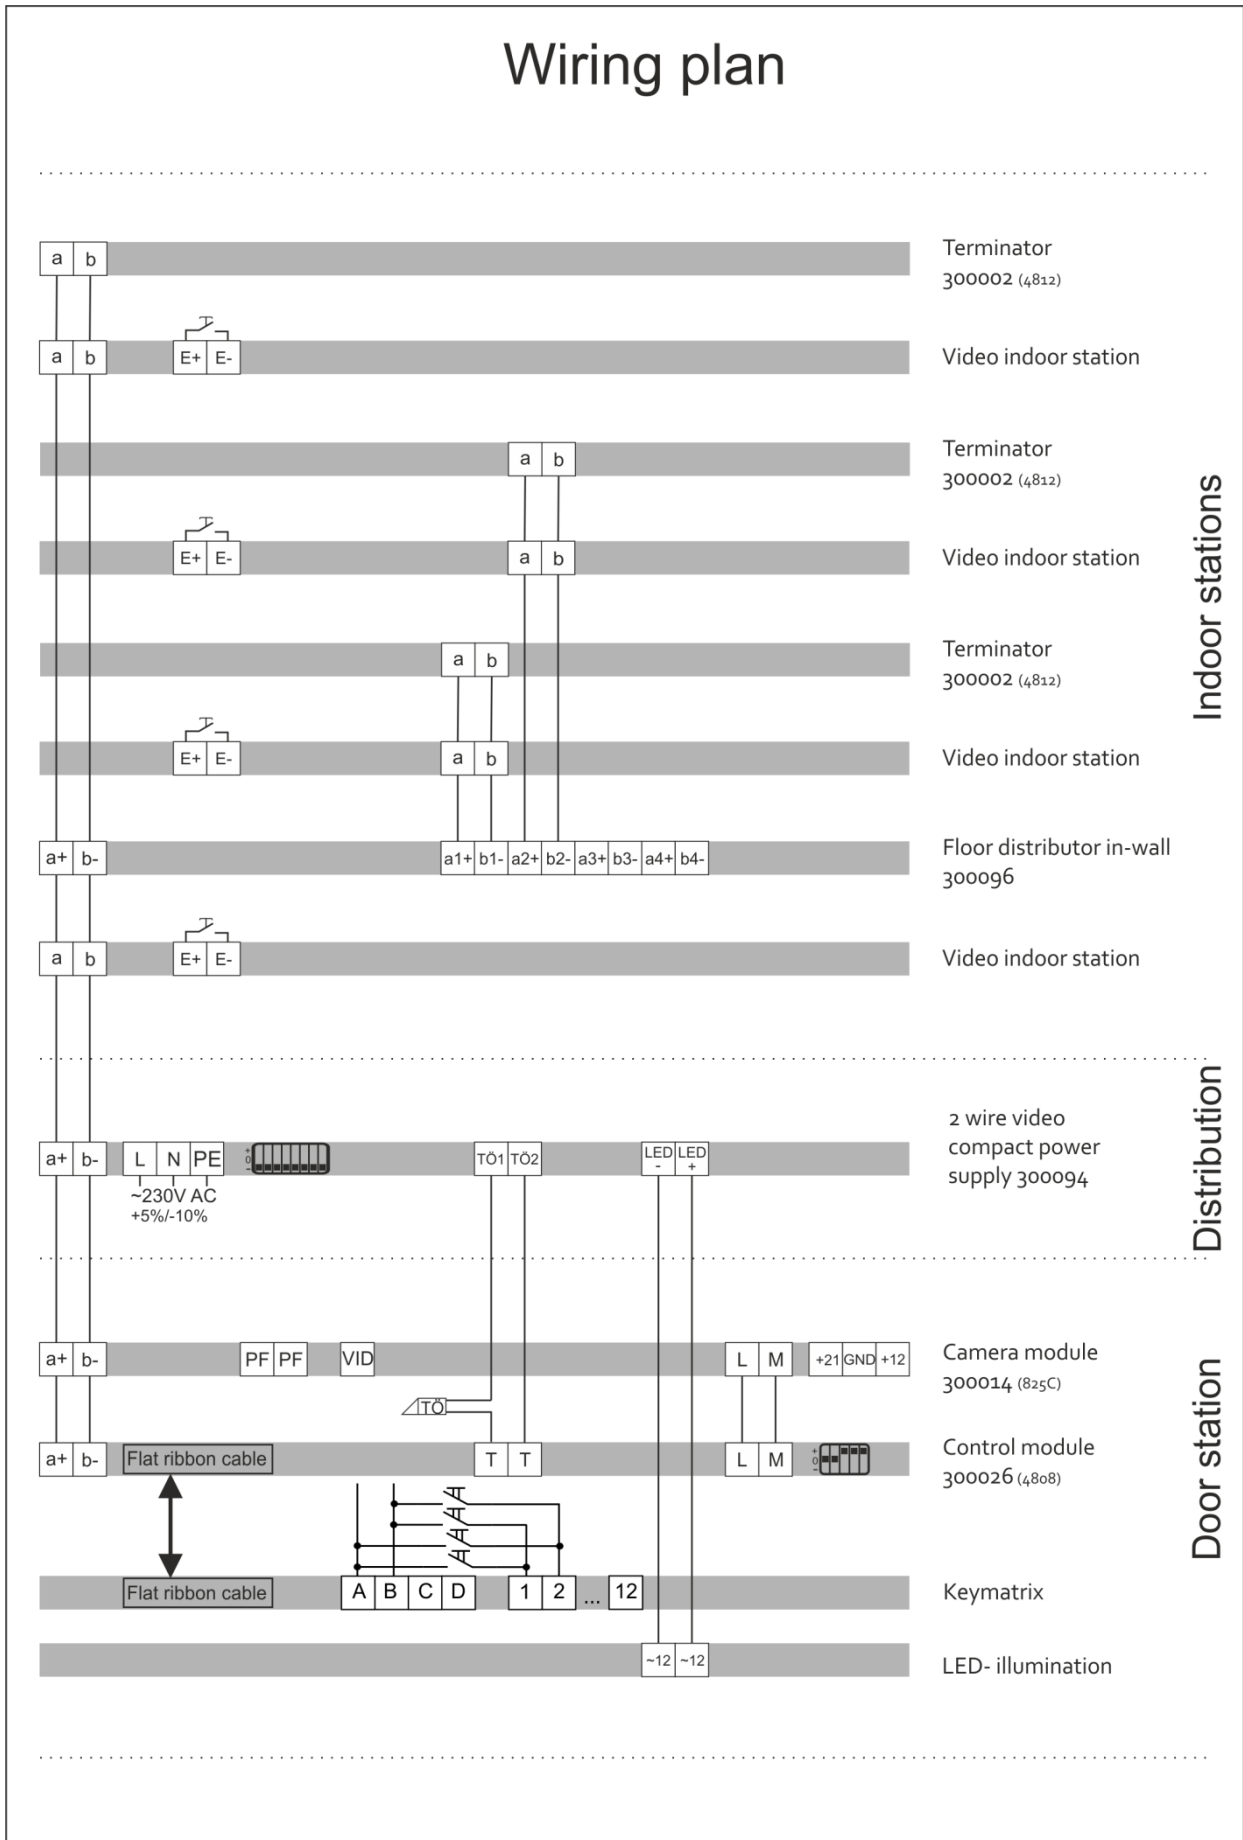 Wiring plan
a b
Terminator
300002 (4812)
a b E+ E-
Video indoor station
a b
Terminator
300002 (4812)
E+ E- a b
Video indoor station
a b
Terminator
300002 (4812)
E+ E- a b
Video indoor station
a+ b- a1+ b1- a2+ b2- a3+ b3- a4+ b4-
Floor distributor in-wall
300096
a b E+ E-
Video indoor station
Indoor stations
a+ b- L N PE
+
0
-
TÖ1 TÖ2
LED LED
- +
~230V AC
+5%/-10%
2 wire video
compact power
supply 300094
Distribution
a+ b- PF PF VID L M +21 GND +12
Camera module
300014 (825C)
TÖ
a+ b- Flat ribbon cable T T L M
+
0
-
Control module
300026 (4808)
Flat ribbon cable A B C D 1 2 ... 12
Keymatrix
~12 ~12
LED- illumination
Door station